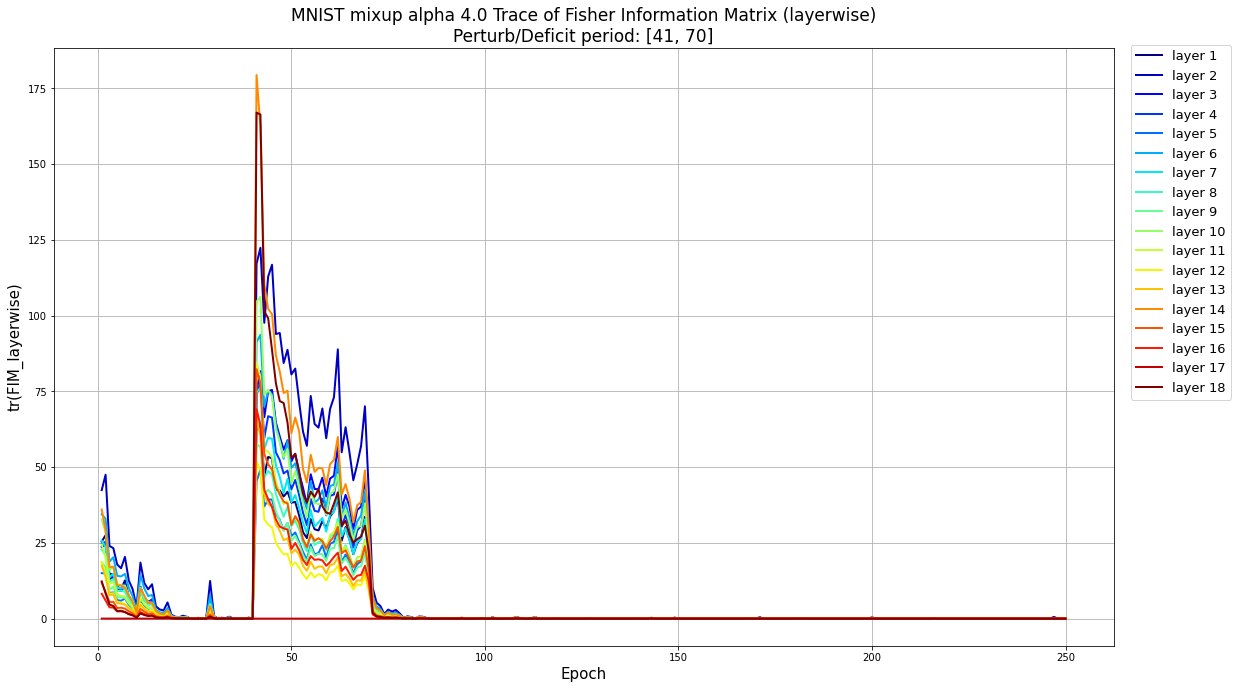 MNIST mixup alpha 4.0 Trace of Fisher Information Matrix (layerwise)
Perturb/Deficit period: [41, 70]
tr(FIM_layerwise)
175
150
125
100
75
50
25
0
0
50
100
150
200
250
Epoch
layer 1
layer 2
layer 3
layer 4
layer 5
layer 6
layer 7
layer 8
layer 9
layer 10
layer 11
layer 12
layer 13
layer 14
layer 15
layer 16
layer 17
layer 18